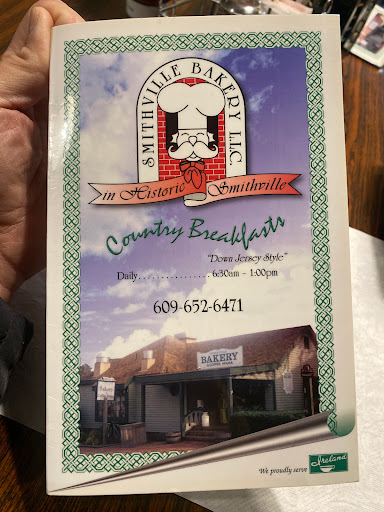 SMITHVILLE BAKERY LLC.
in Historic Smithville
Country Breakfasts
"Down Jersey Style"
Daily................6:30am - 1:00pm
609-652-6471
BAKERY
We proudly serve Ireland